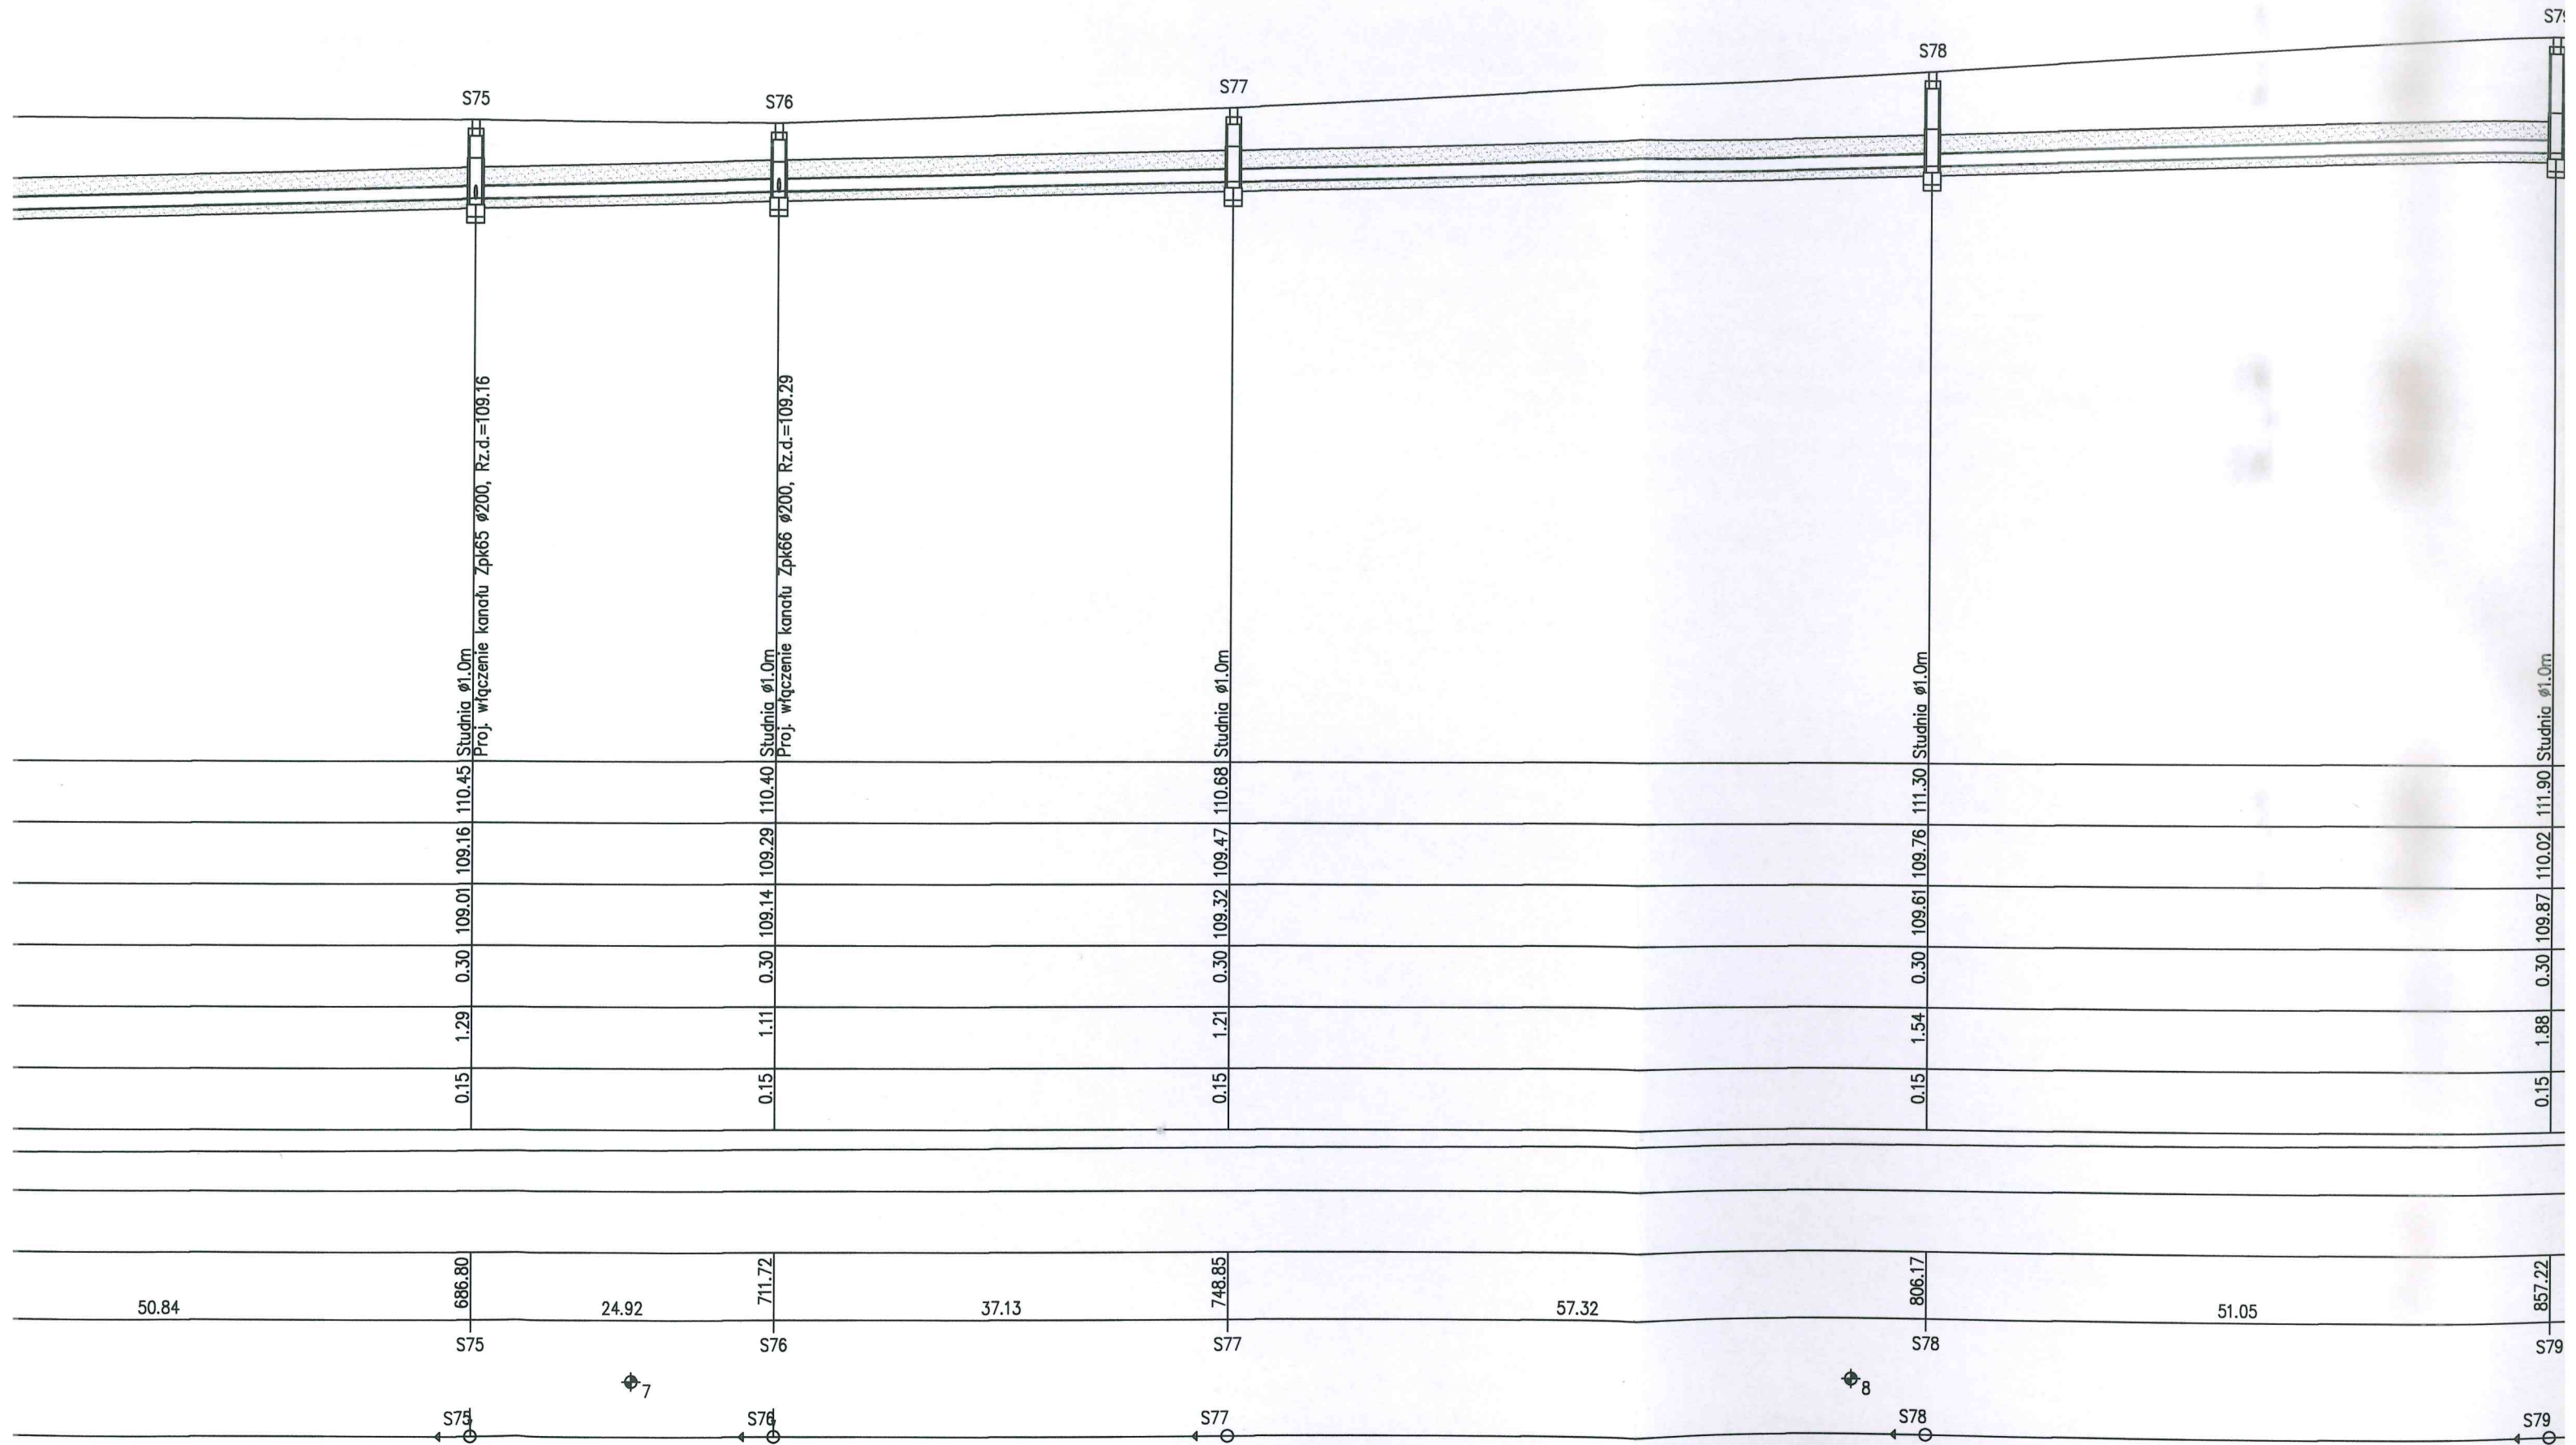 S75
S76
S77
S78
S79
Studnia ø1.0m
Proj. włączenie kanału Zpk65 ø200, Rz.d.=109.16
Studnia ø1.0m
Proj. włączenie kanału Zpk66 ø200, Rz.d.=109.29
Studnia ø1.0m
Studnia ø1.0m
Studnia ø1.0m
110.45 110.40 110.68 111.30 111.90
109.16 109.29 109.47 109.76 110.02
109.01 109.14 109.32 109.61 109.87
0.30 0.30 0.30 0.30 0.30
1.29 1.11 1.21 1.54 1.88
0.15 0.15 0.15 0.15 0.15
686.80 711.72 748.85 806.17 857.22
50.84 24.92 37.13 57.32 51.05
S75 S76 S77 S78 S79
7 8
S75 S76 S77 S78 S79